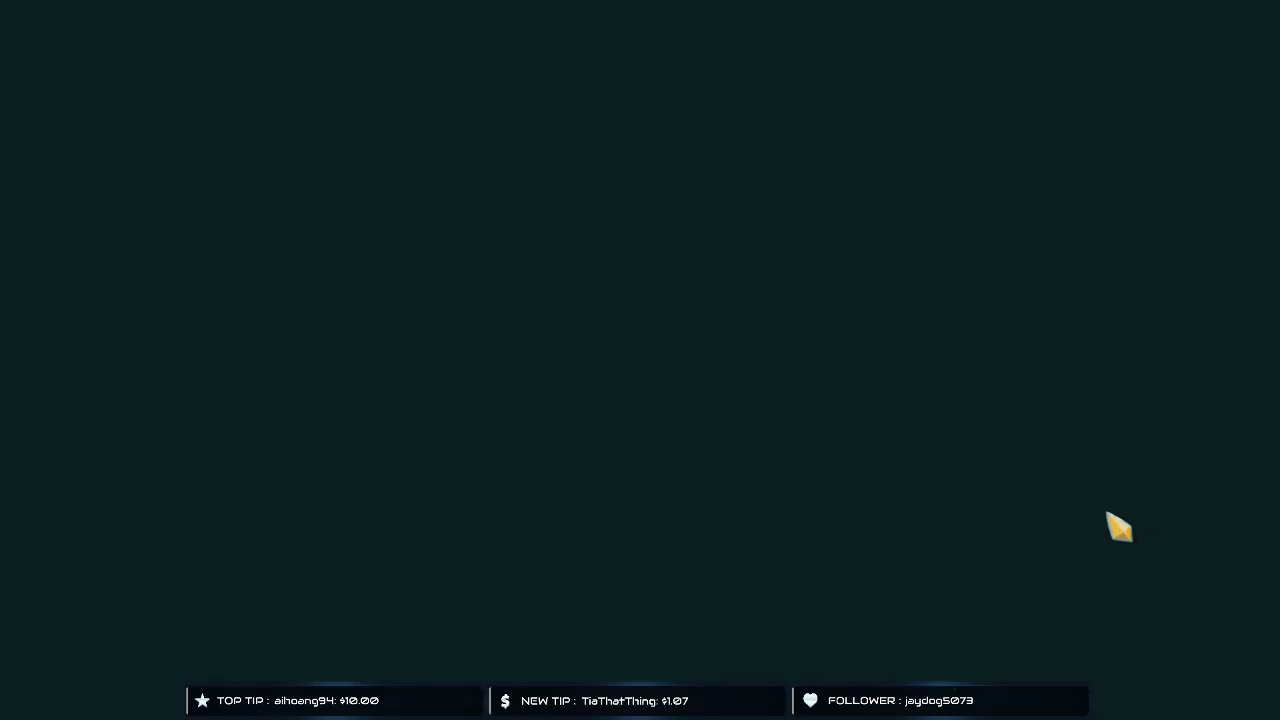 TOP TIP : aihoang94: $10.00
NEW TIP : TiaThatThing: $1.07
FOLLOWER : jaydog5073